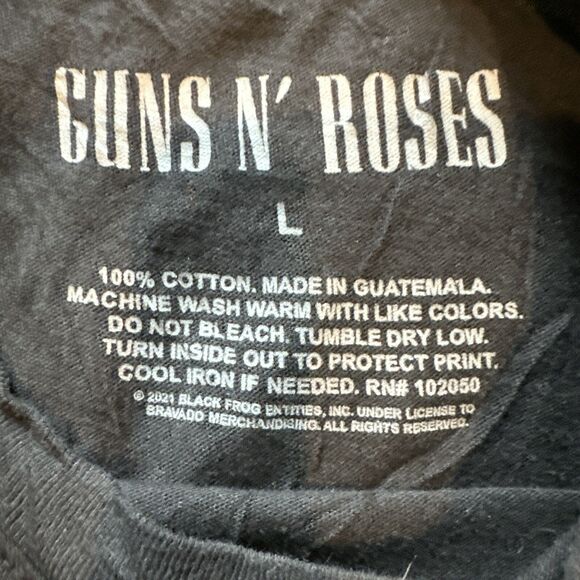 GUNS N' ROSES
L
100% COTTON. MADE IN GUATEMALA.
MACHINE WASH WARM WITH LIKE COLORS.
DO NOT BLEACH. TUMBLE DRY LOW.
TURN INSIDE OUT TO PROTECT PRINT.
COOL IRON IF NEEDED. RN# 102050
© 2021 BLACK FROG ENTITIES, INC. UNDER LICENSE TO
BRAVADO MERCHANDISING. ALL RIGHTS RESERVED.